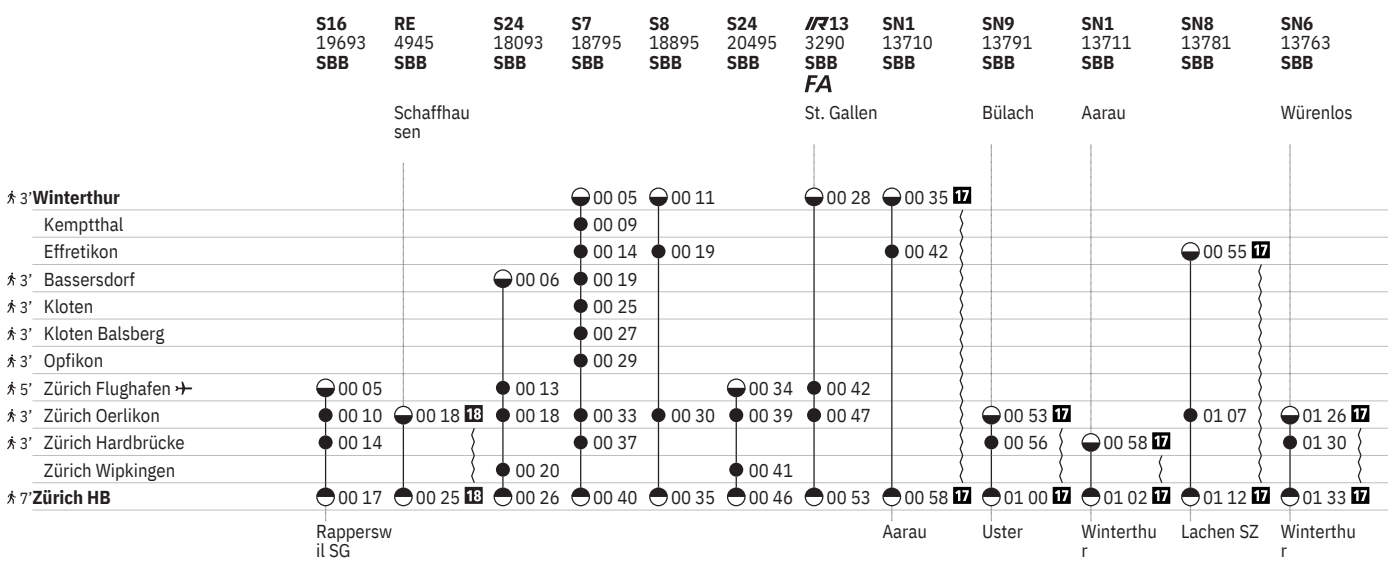 S16 RE S24 S7 S8 S24 IR13 SN1 SN9 SN1 SN8 SN6
19693 4945 18093 18795 18895 20495 3290 13710 13791 13711 13781 13763
SBB SBB SBB SBB SBB SBB SBB SBB SBB SBB SBB SBB
FA
Schaffhau St. Gallen Bülach Aarau Würenlos
sen
3' Winterthur 00 05 00 11 00 28 00 35 17
Kemptthal 00 09
Effretikon 00 14 00 19 00 42 00 55 17
3' Bassersdorf 00 06 00 19
3' Kloten 00 25
3' Kloten Balsberg 00 27
3' Opfikon 00 29
5' Zürich Flughafen 00 05 00 13 00 34 00 42
3' Zürich Oerlikon 00 10 00 18 18 00 18 00 33 00 30 00 39 00 47 00 53 17 01 07 01 26 17
3' Zürich Hardbrücke 00 14 00 37 00 56 00 58 17 01 30
Zürich Wipkingen 00 20 00 41
7' Zürich HB 00 17 00 25 18 00 26 00 40 00 35 00 46 00 53 00 58 17 01 00 17 01 02 17 01 12 17 01 33 17
Rappersw Aarau Uster Winterthu Lachen SZ Winterthu
il SG r r